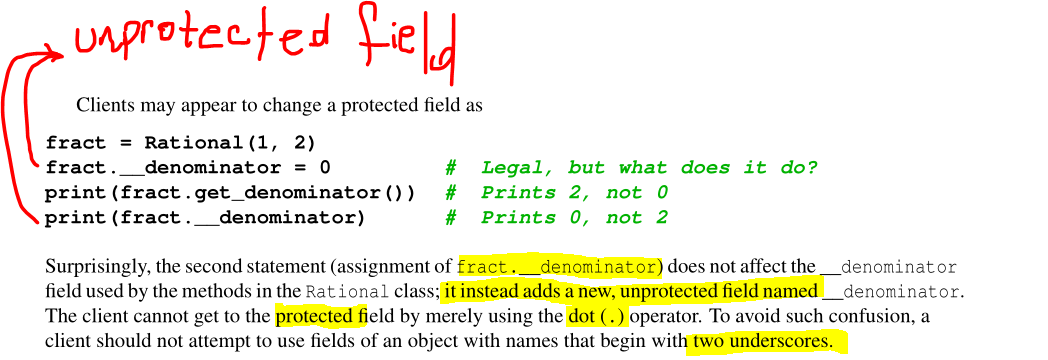 unprotected field
Clients may appear to change a protected field as
fract = Rational(1, 2)
fract.__denominator = 0 # Legal, but what does it do?
print(fract.get_denominator()) # Prints 2, not 0
print(fract.__denominator) # Prints 0, not 2
Surprisingly, the second statement (assignment of fract.__denominator) does not affect the __denominator
field used by the methods in the Rational class; it instead adds a new, unprotected field named __denominator.
The client cannot get to the protected field by merely using the dot (.) operator. To avoid such confusion, a
client should not attempt to use fields of an object with names that begin with two underscores.